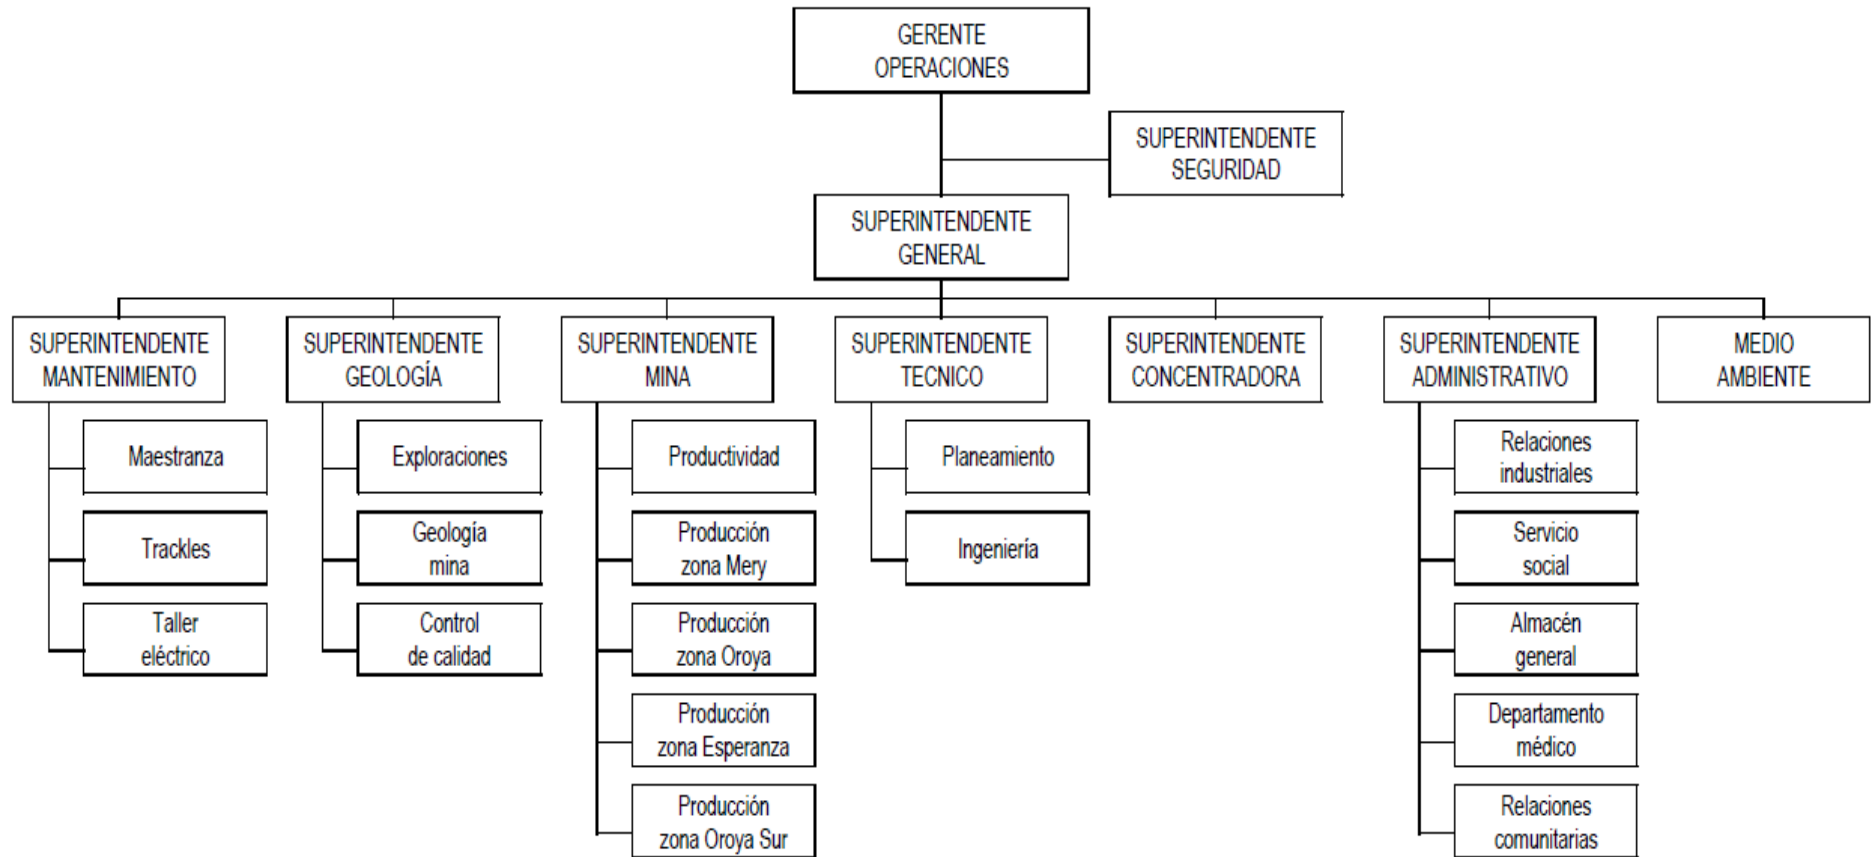 GERENTE
OPERACIONES
SUPERINTENDENTE
SEGURIDAD
SUPERINTENDENTE
GENERAL
SUPERINTENDENTE
MANTENIMIENTO
SUPERINTENDENTE
GEOLOGÍA
SUPERINTENDENTE
MINA
SUPERINTENDENTE
TECNICO
SUPERINTENDENTE
CONCENTRADORA
SUPERINTENDENTE
ADMINISTRATIVO
MEDIO
AMBIENTE
Maestranza
Trackles
Taller
eléctrico
Exploraciones
Geología
mina
Control
de calidad
Productividad
Producción
zona Mery
Producción
zona Oroya
Producción
zona Esperanza
Producción
zona Oroya Sur
Planeamiento
Ingeniería
Relaciones
industriales
Servicio
social
Almacén
general
Departamento
médico
Relaciones
comunitarias